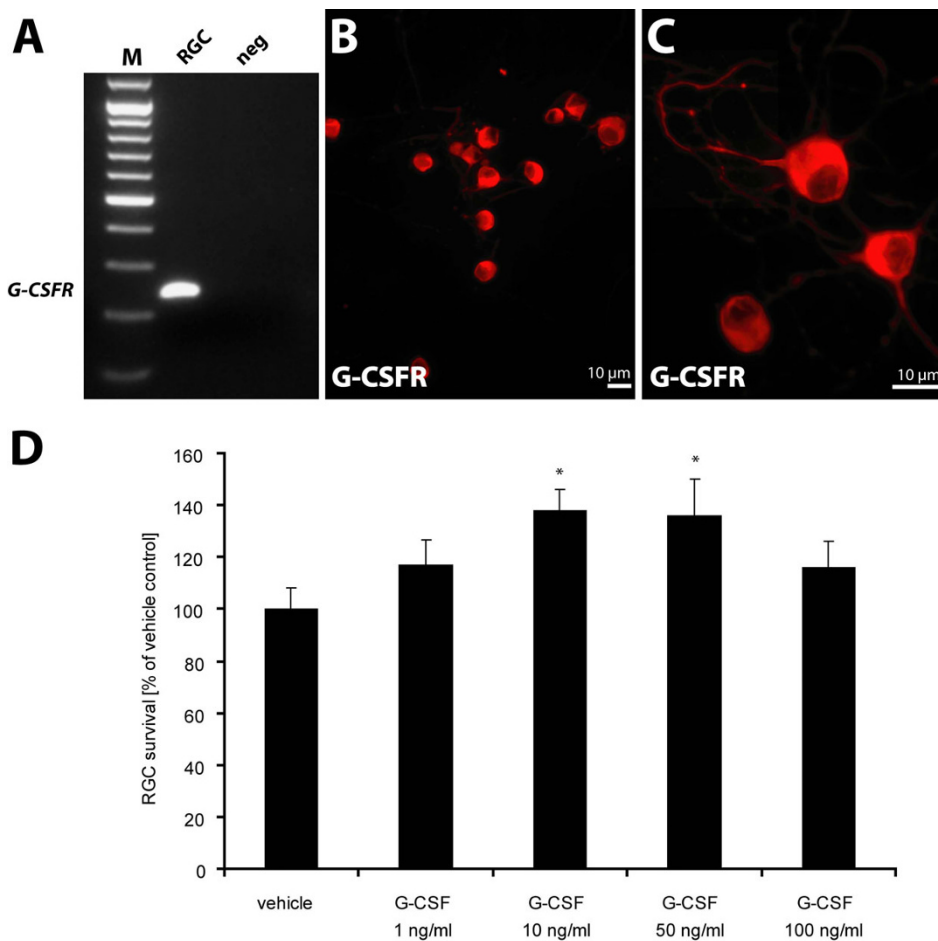 A
M
RGC
neg
G-CSFR
B
G-CSFR
10 µm
C
G-CSFR
10 µm
D
RGC survival [% of vehicle control]
160
140
120
100
80
60
40
20
0
*
*
vehicle
G-CSF
1 ng/ml
G-CSF
10 ng/ml
G-CSF
50 ng/ml
G-CSF
100 ng/ml